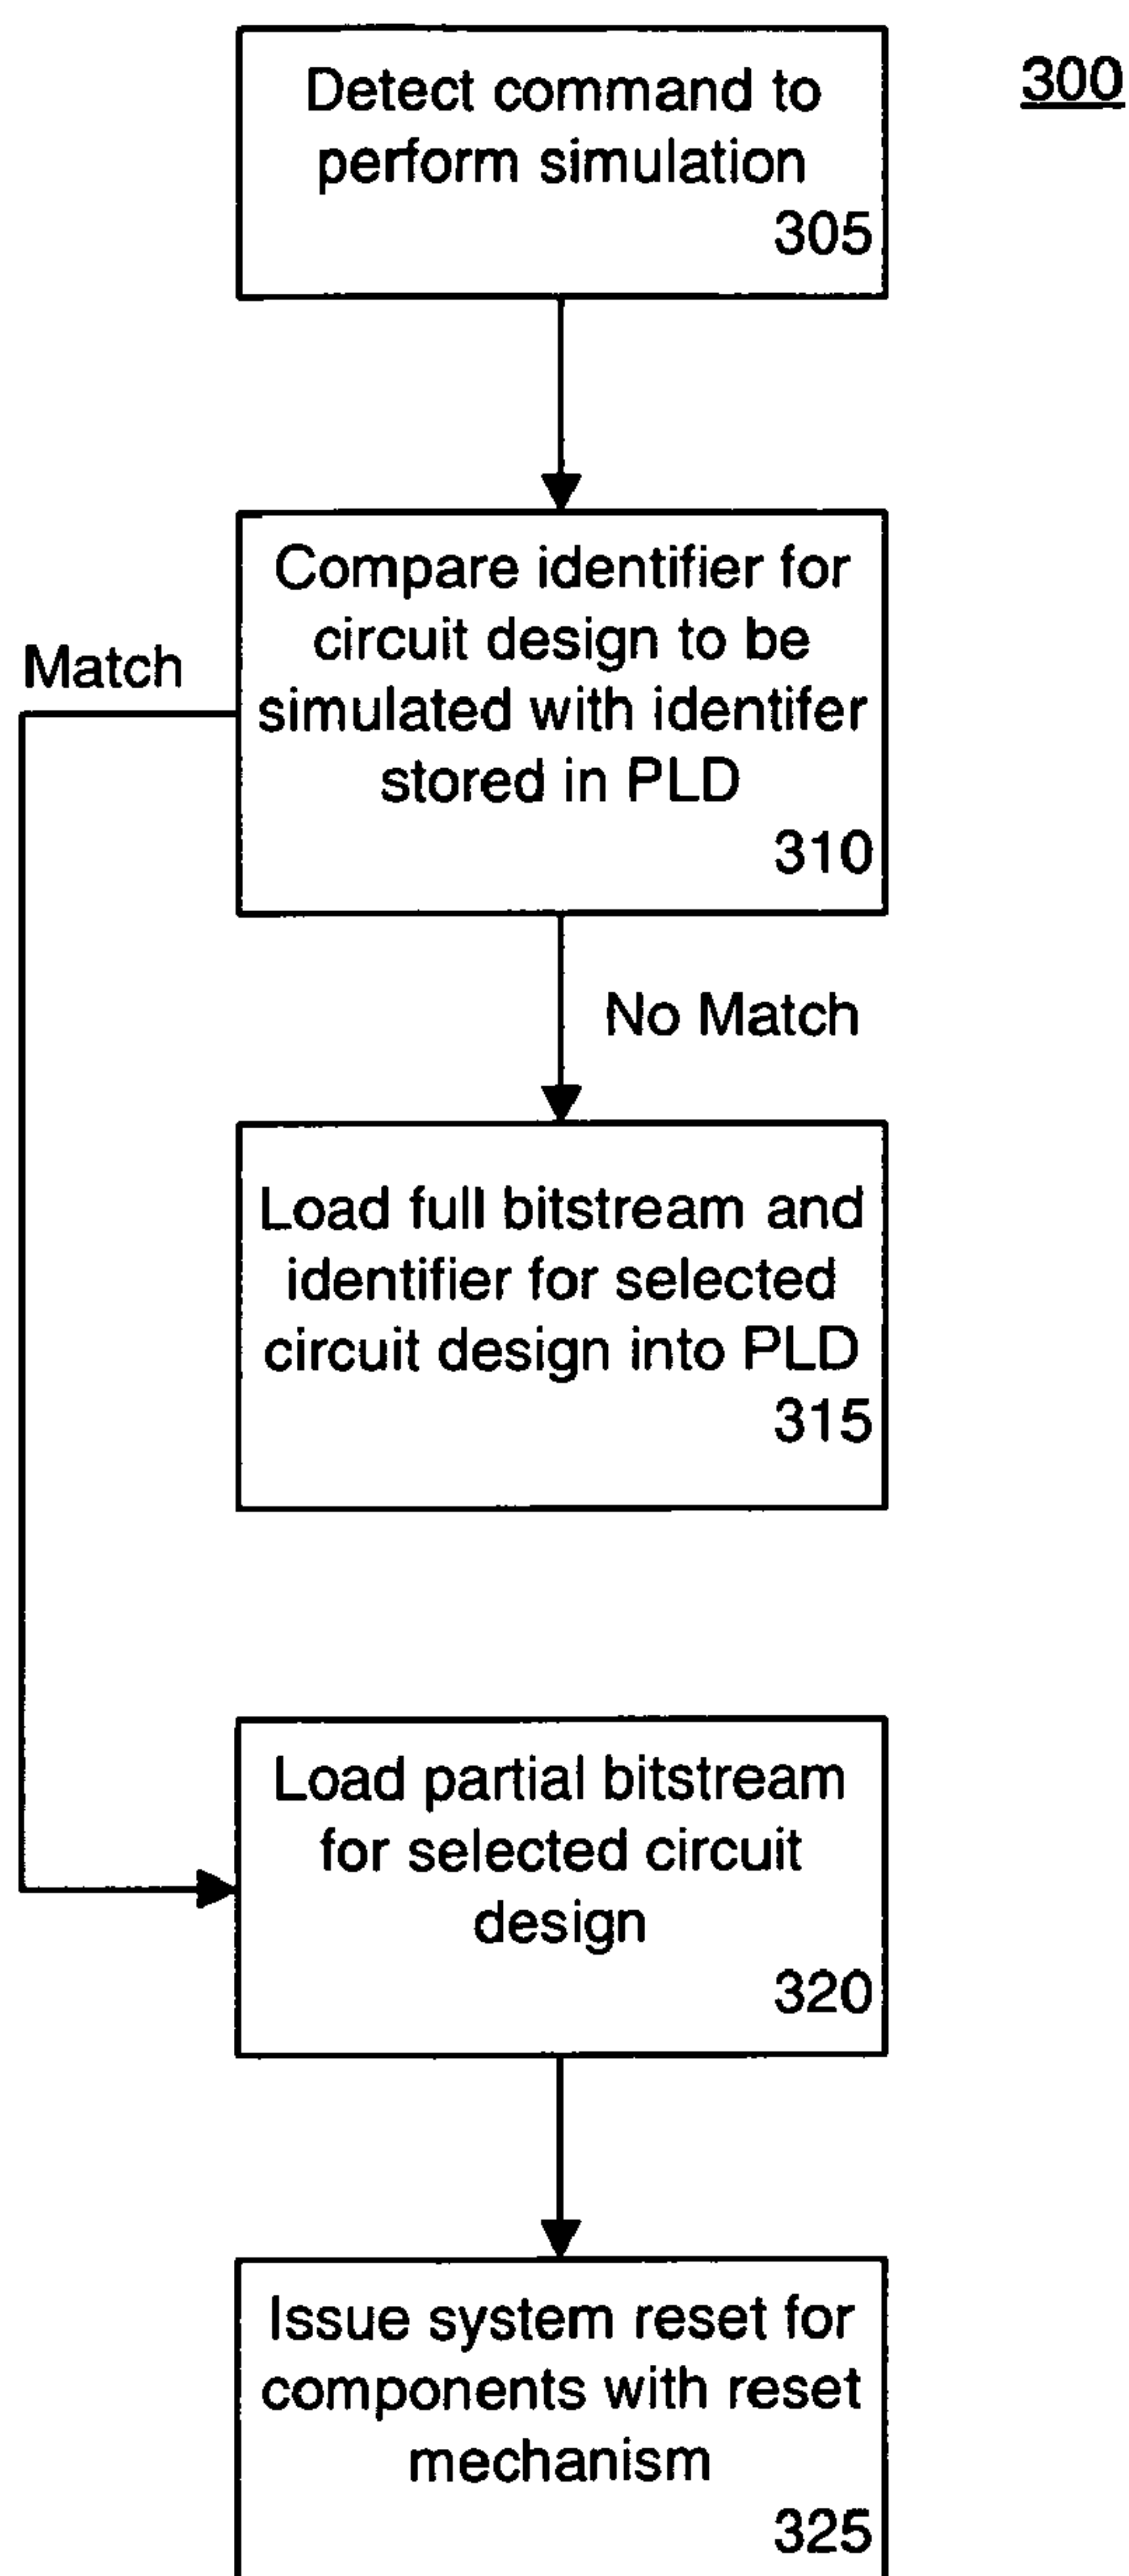 300
Detect command to
perform simulation
305
Compare identifier for
circuit design to be
simulated with identifer
stored in PLD
310
Match
No Match
Load full bitstream and
identifier for selected
circuit design into PLD
315
Load partial bitstream
for selected circuit
design
320
Issue system reset for
components with reset
mechanism
325